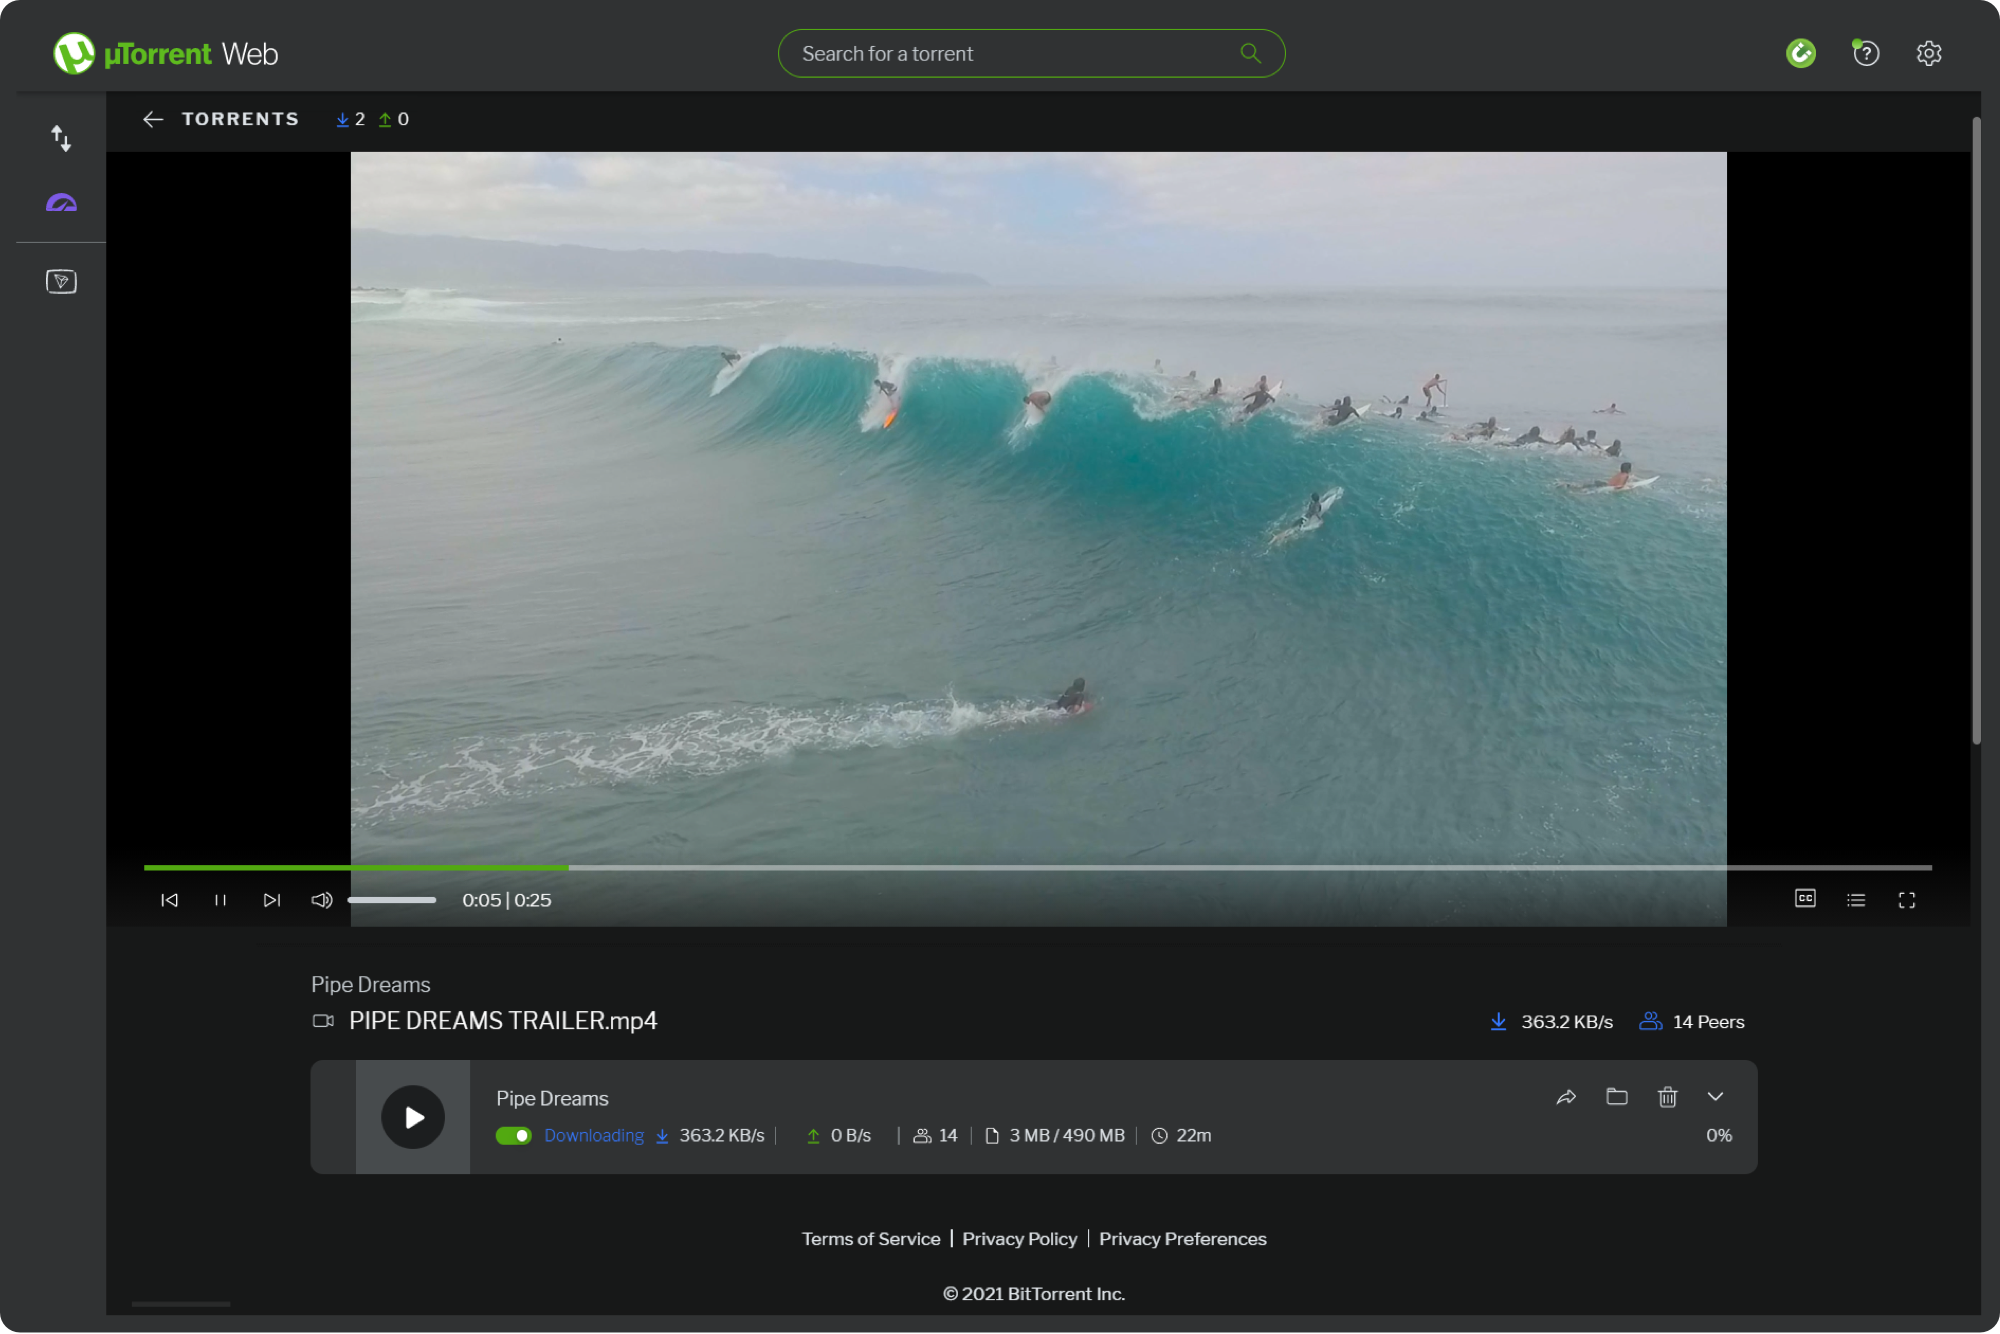 µTorrent Web
Search for a torrent
TORRENTS 2 0
0:05 | 0:25
CC
Pipe Dreams
PIPE DREAMS TRAILER.mp4
363.2 KB/s 14 Peers
Pipe Dreams
Downloading 363.2 KB/s | 0 B/s | 14 | 3 MB / 490 MB | 22m
0%
Terms of Service | Privacy Policy | Privacy Preferences
© 2021 BitTorrent Inc.